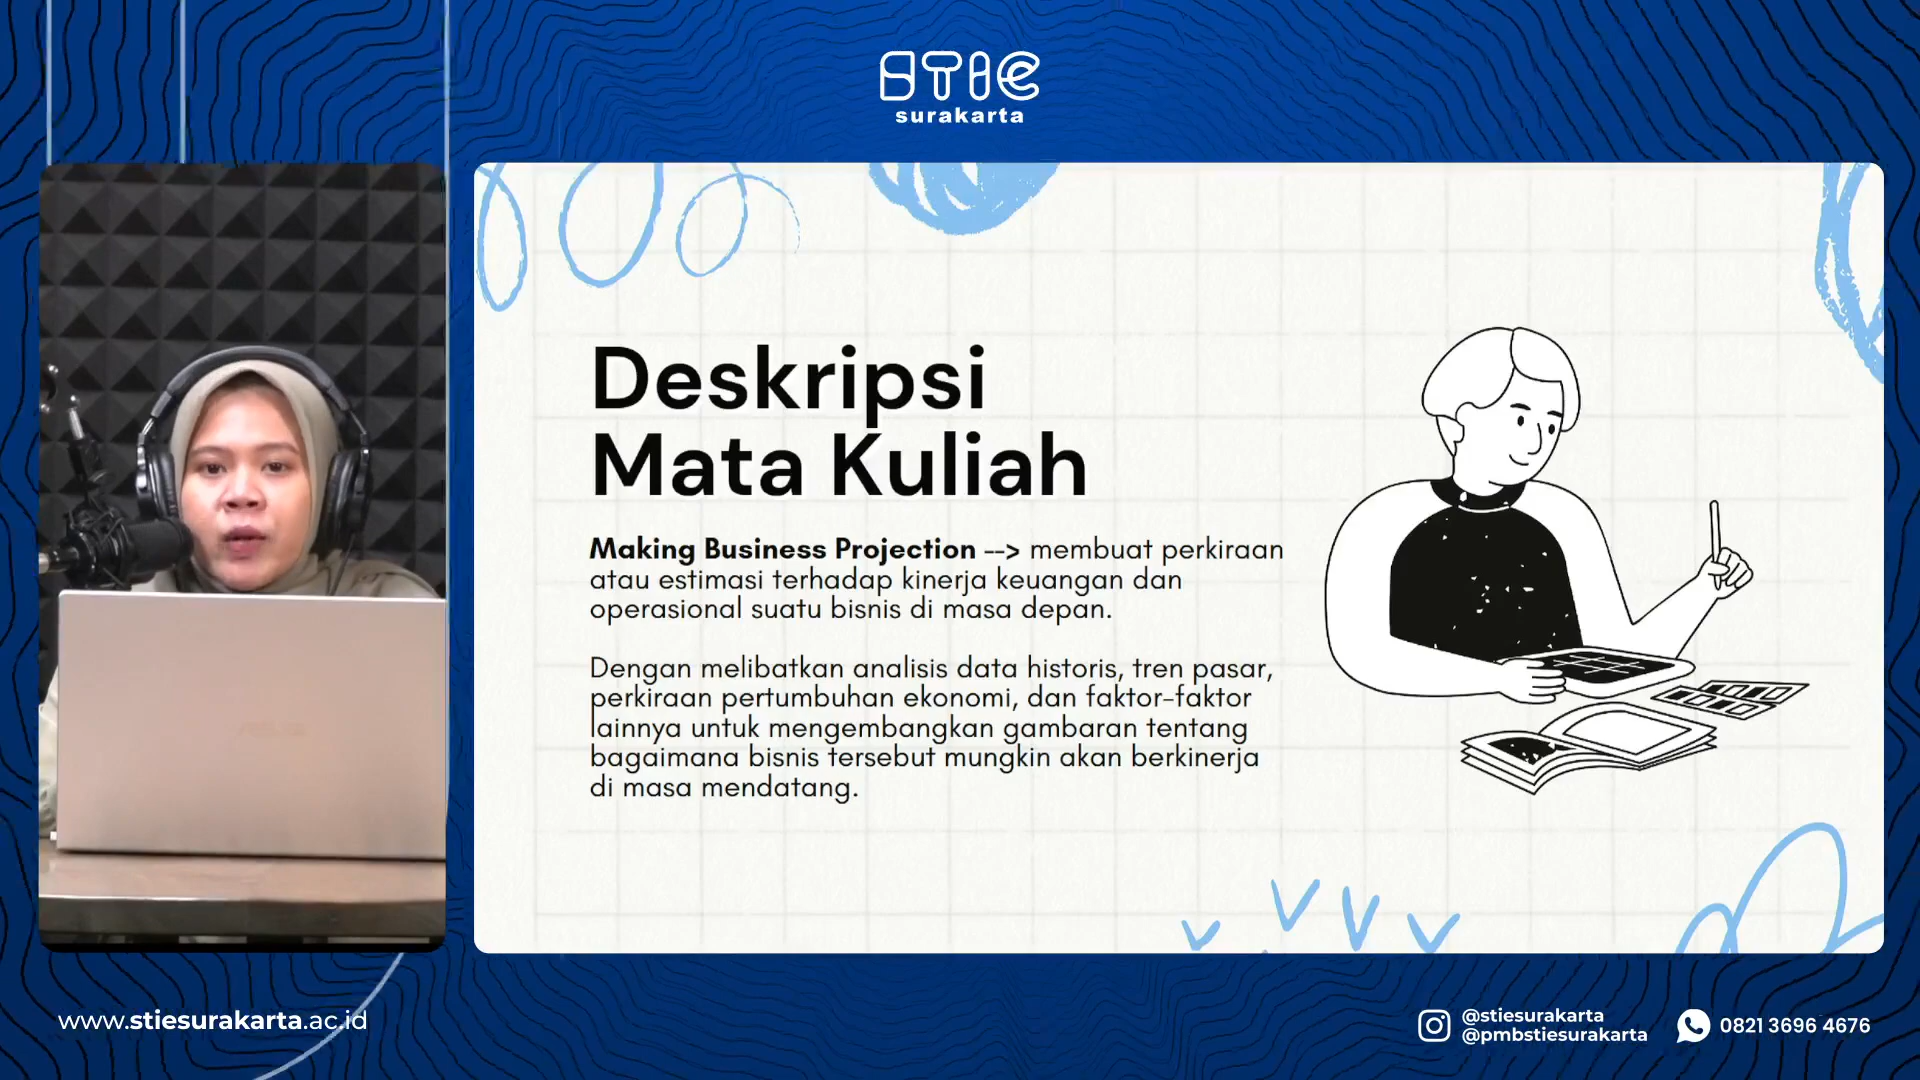 STIE
surakarta
Deskripsi
Mata Kuliah
Making Business Projection --> membuat perkiraan
atau estimasi terhadap kinerja keuangan dan
operasional suatu bisnis di masa depan.
Dengan melibatkan analisis data historis, tren pasar,
perkiraan pertumbuhan ekonomi, dan faktor-faktor
lainnya untuk mengembangkan gambaran tentang
bagaimana bisnis tersebut mungkin akan berkinerja
di masa mendatang.
www.stiesurakarta.ac.id
@stiesurakarta
@pmbstiesurakarta
0821 3696 4676